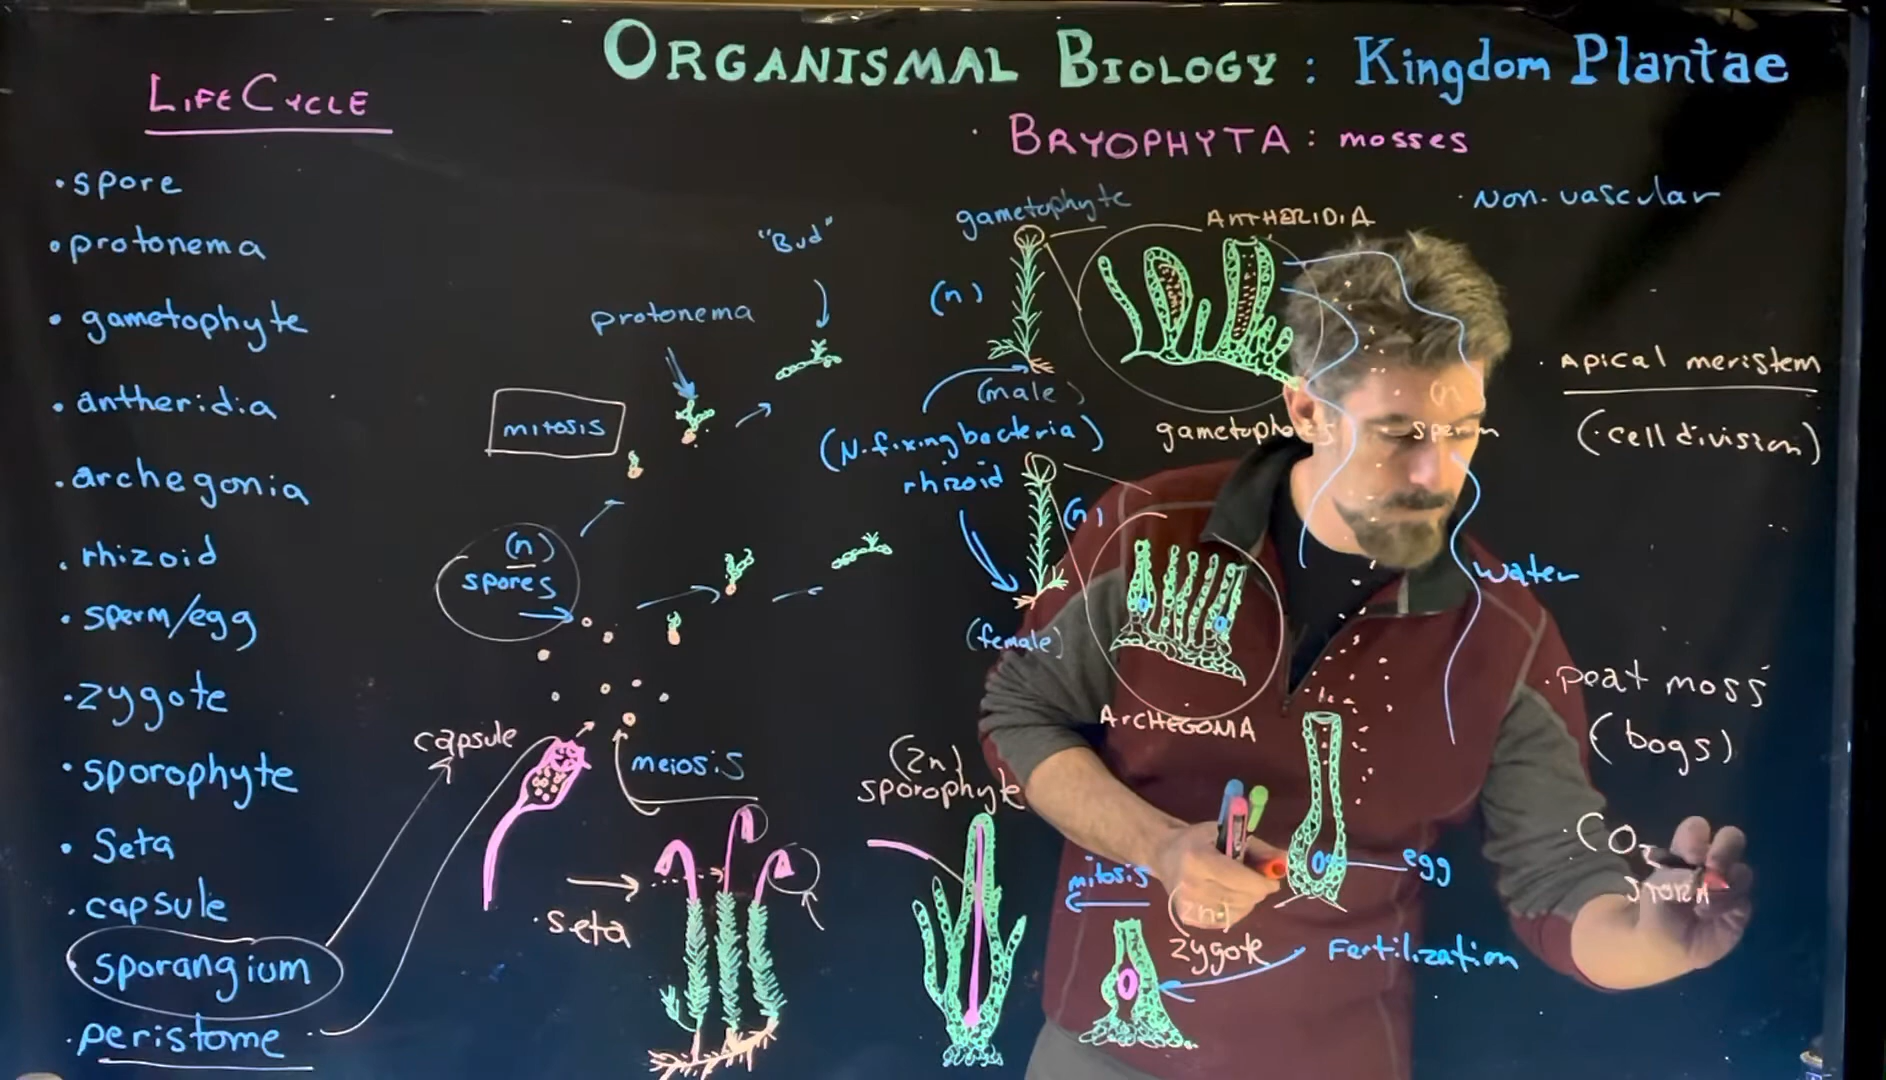 ORGANISMAL BIOLOGY : Kingdom Plantae
LIFE CYCLE
· BRYOPHYTA : mosses
• spore
• protonema
• gametophyte
• antheridia
• archegonia
• rhizoid
• sperm/egg
• zygote
• sporophyte
• Seta
• capsule
sporangium
• peristome
mitosis
(n)
spores
protonema
"Bud"
capsule
meiosis
· seta
gametophyte
(n)
(male)
(N-fixing bacteria)
rhizoid
(n)
(female)
(2n)
sporophyte
ANTHERIDIA
sperm
ARCHEGONIA
water
egg
mitosis
(2n)
zygote
Fertilization
· Non-vascular
· Apical meristem
(·cell division)
· peat moss
(bogs)
· CO2